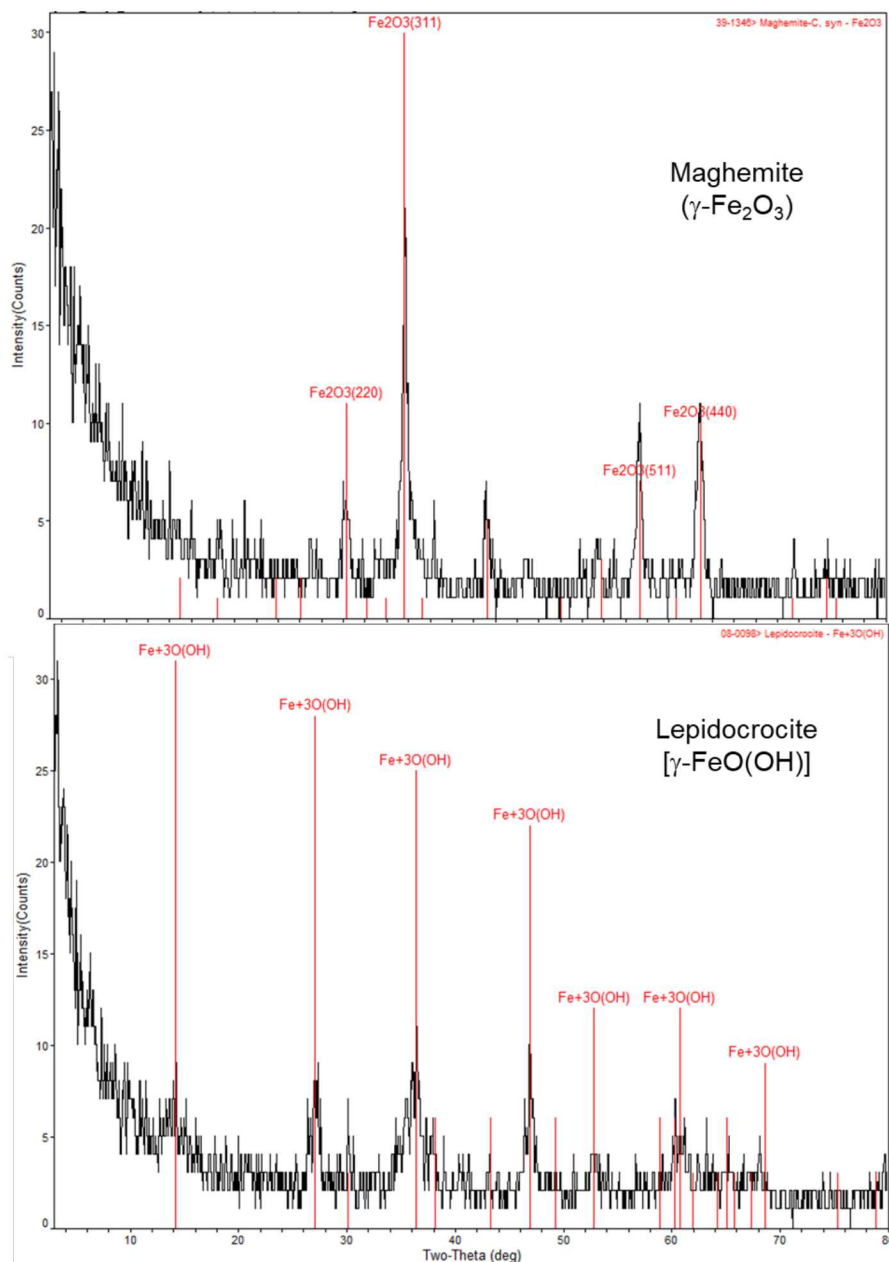 Fe2O3(311)
39-1346> Maghemite-C, syn - Fe2O3
30
25
20
15
10
5
0
Intensity(Counts)
Maghemite
(γ-Fe₂O₃)
Fe2O3(220)
Fe2O3(440)
Fe2O3(511)
08-0098> Lepidocrocite - Fe+3O(OH)
Fe+3O(OH)
30
Fe+3O(OH)
Lepidocrocite
[γ-FeO(OH)]
Fe+3O(OH)
25
Fe+3O(OH)
20
15
Intensity(Counts)
Fe+3O(OH) Fe+3O(OH)
10
Fe+3O(OH)
5
0
10 20 30 40 50 60 70 80
Two-Theta (deg)